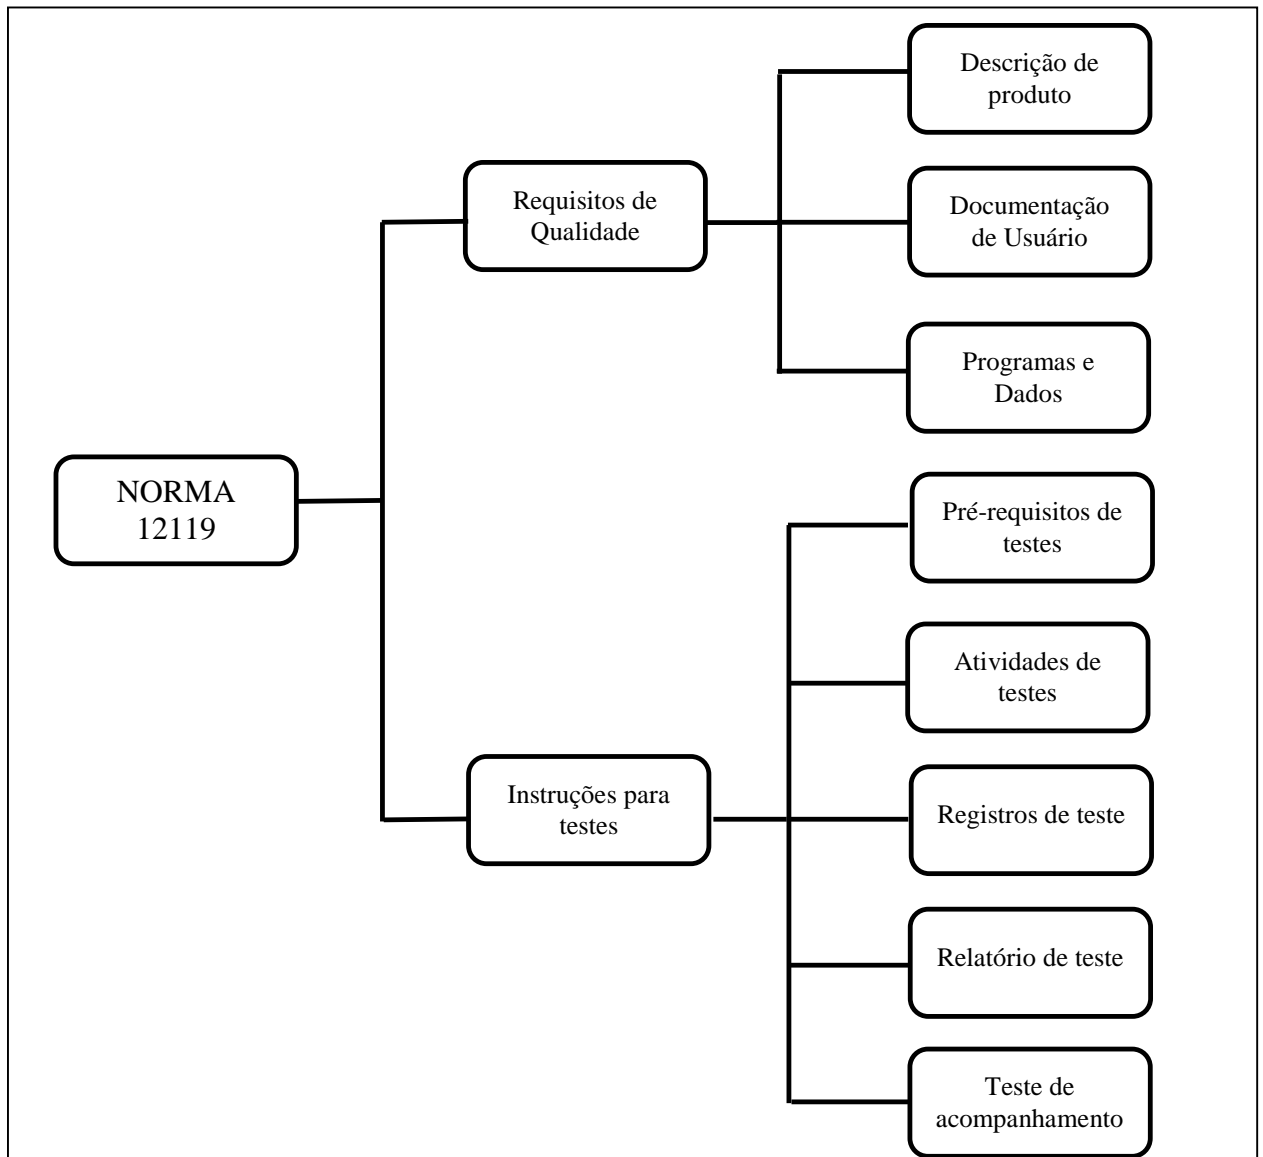 Descrição de
produto
Requisitos de
Qualidade
Documentação
de Usuário
Programas e
Dados
NORMA
12119
Pré-requisitos de
testes
Atividades de
testes
Instruções para
testes
Registros de teste
Relatório de teste
Teste de
acompanhamento